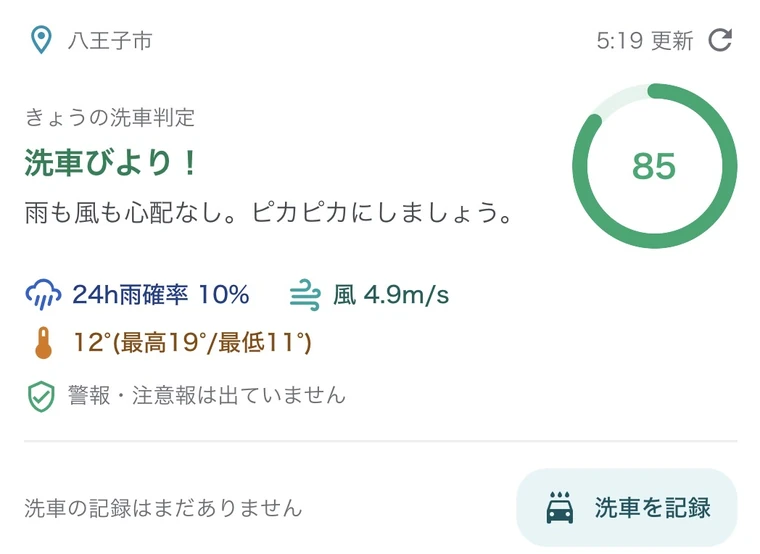 八王子市
5:19 更新
きょうの洗車判定
洗車びより！
雨も風も心配なし。ピカピカにしましょう。
85
24h雨確率 10%
風 4.9m/s
12°(最高19°/最低11°)
警報・注意報は出ていません
洗車の記録はまだありません
洗車を記録